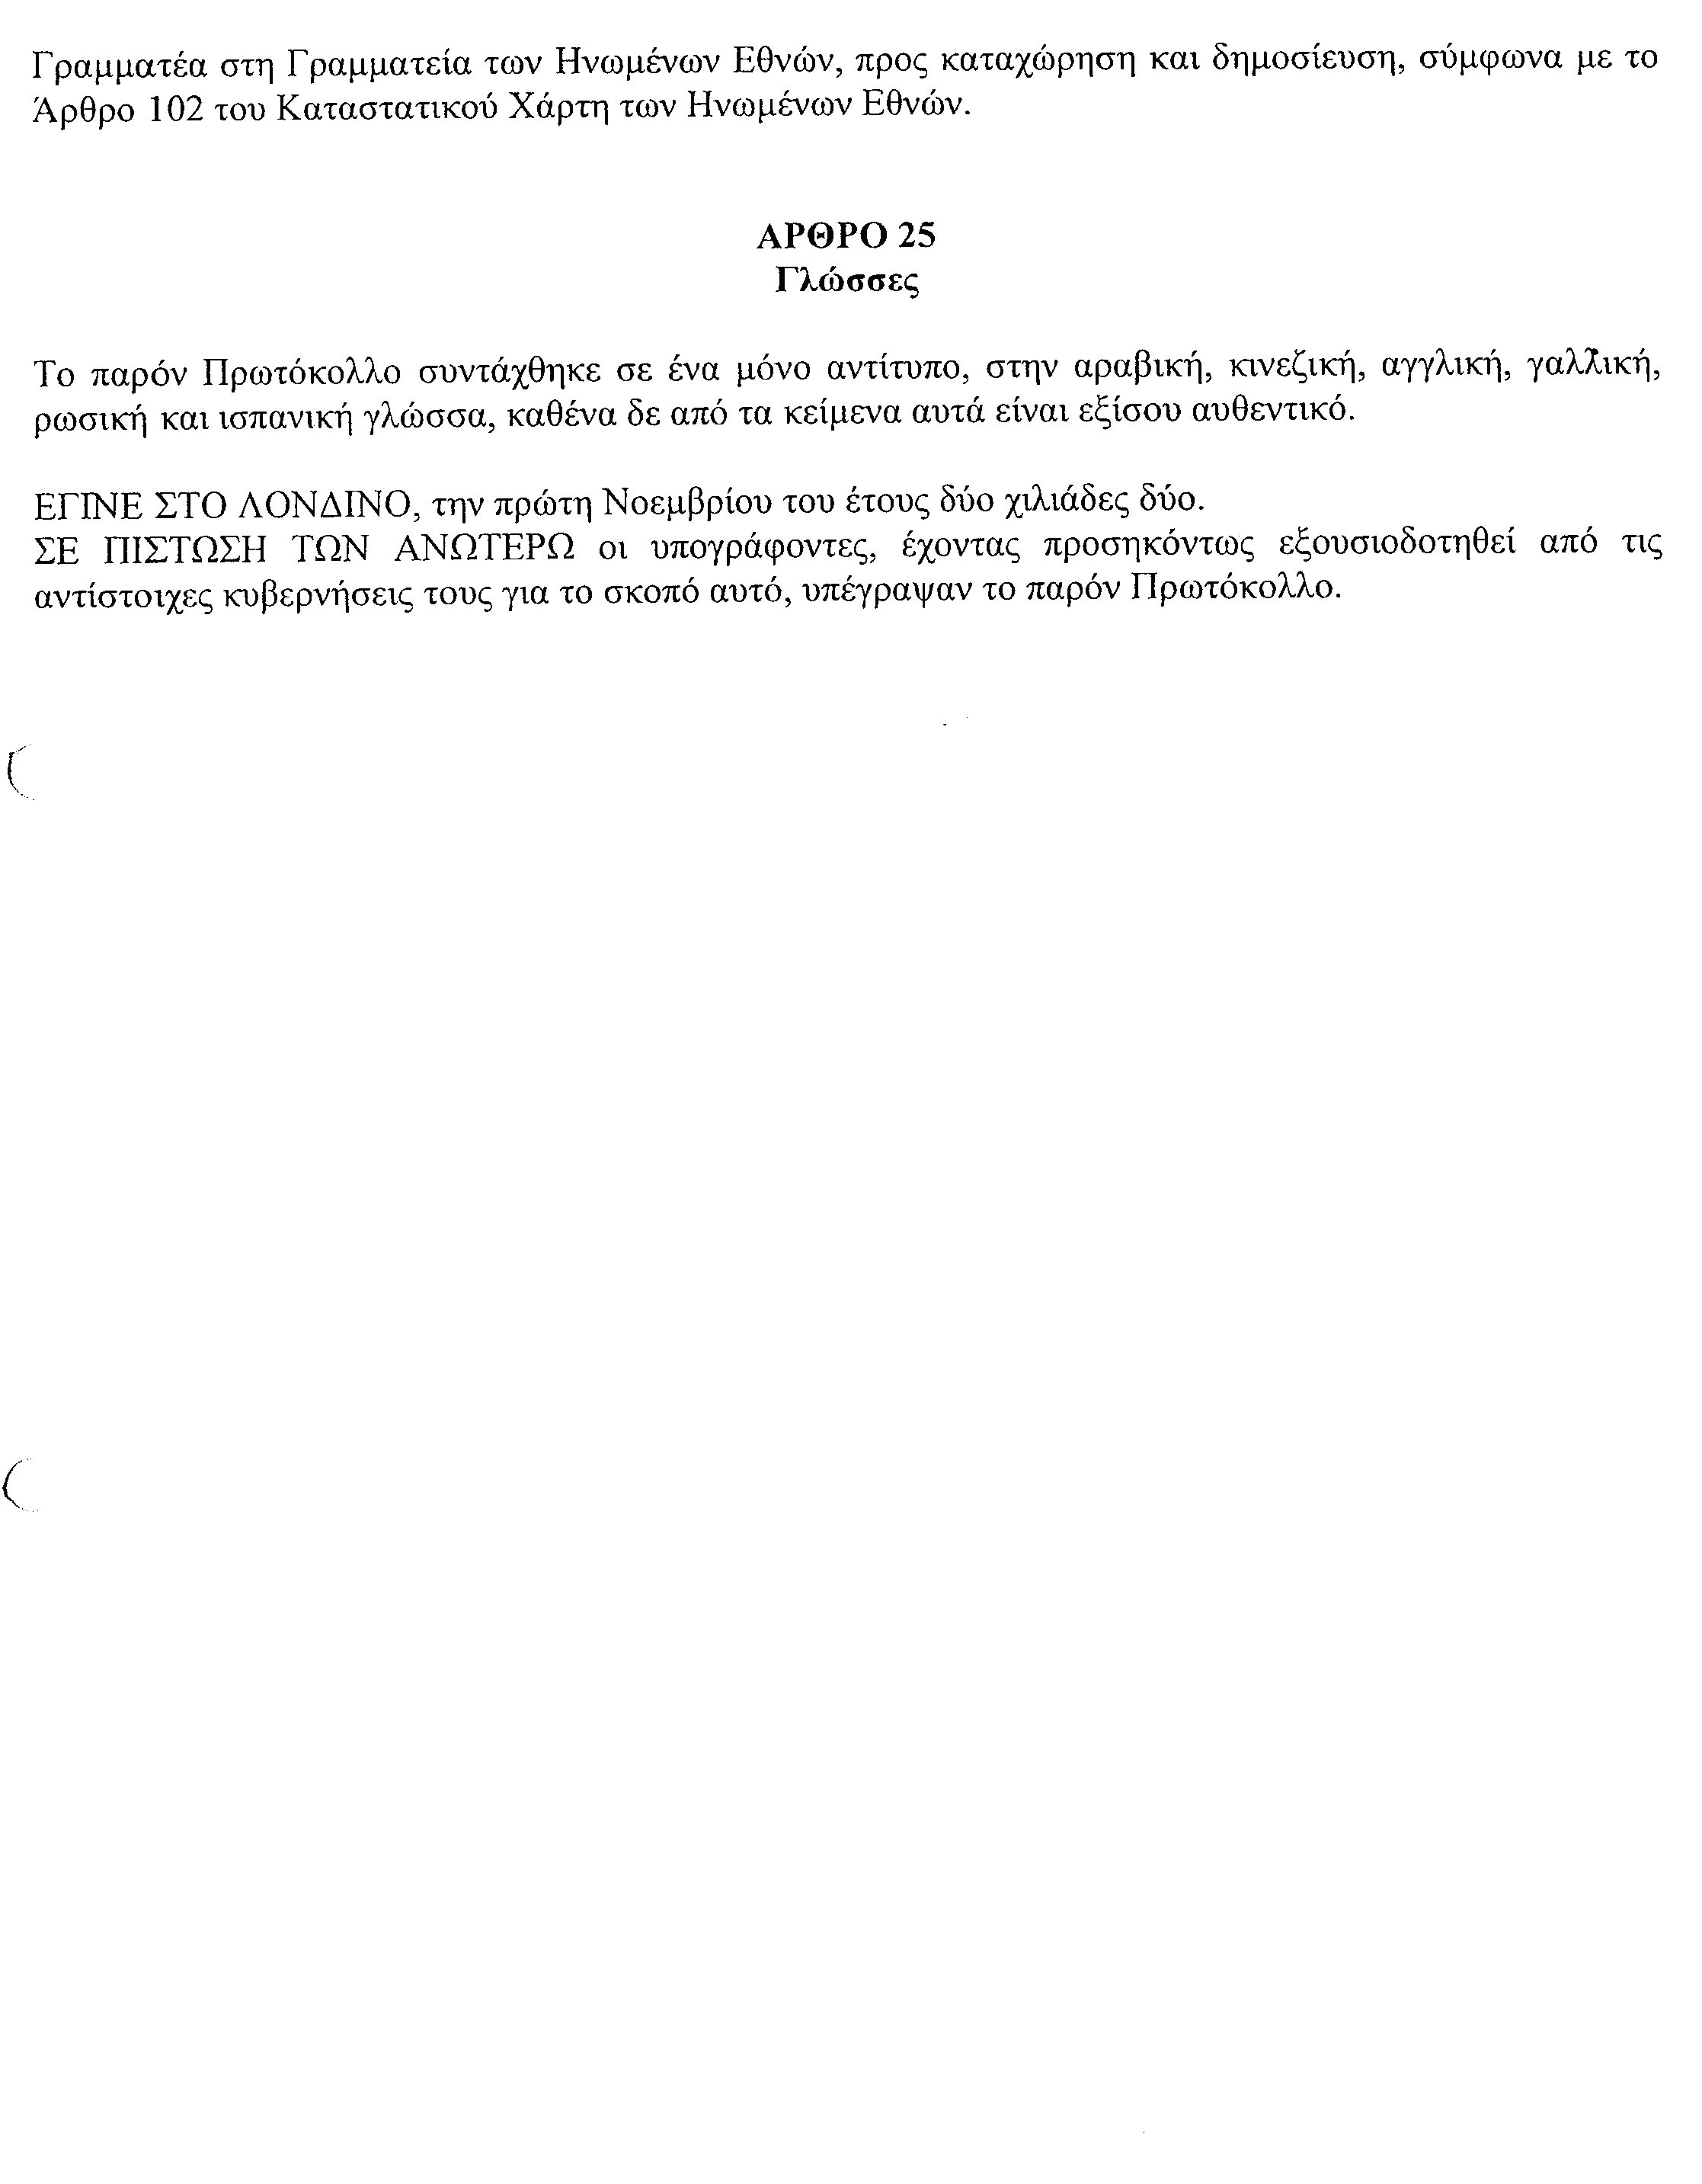 Γραμματέα στη Γραμματεία των Ηνωμένων Εθνών, προς καταχώρηση και δημοσίευση, σύμφωνα με το
Άρθρο 102 του Καταστατικού Χάρτη των Ηνωμένων Εθνών.
ΑΡΘΡΟ 25
Γλώσσες
Το παρόν Πρωτόκολλο συντάχθηκε σε ένα μόνο αντίτυπο, στην αραβική, κινεζική, αγγλική, γαλλική,
ρωσική και ισπανική γλώσσα, καθένα δε από τα κείμενα αυτά είναι εξίσου αυθεντικό.
ΕΓΙΝΕ ΣΤΟ ΛΟΝΔΙΝΟ, την πρώτη Νοεμβρίου του έτους δύο χιλιάδες δύο.
ΣΕ ΠΙΣΤΩΣΗ ΤΩΝ ΑΝΩΤΕΡΩ οι υπογράφοντες, έχοντας προσηκόντως εξουσιοδοτηθεί από τις
αντίστοιχες κυβερνήσεις τους για το σκοπό αυτό, υπέγραψαν το παρόν Πρωτόκολλο.